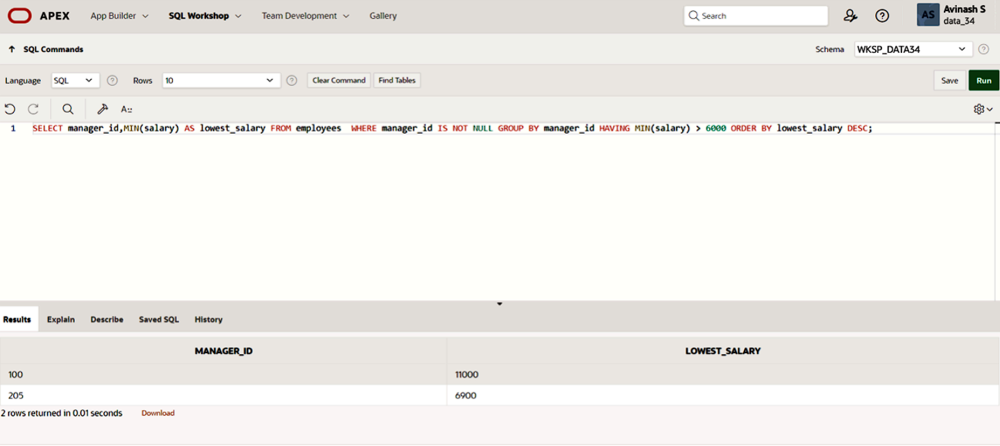 APEX App Builder SQL Workshop Team Development Gallery Search AS Avinash S
data_34
SQL Commands Schema WKSP_DATA34
Language SQL Rows 10 Clear Command Find Tables Save Run
A
1 SELECT manager_id,MIN(salary) AS lowest_salary FROM employees  WHERE manager_id IS NOT NULL GROUP BY manager_id HAVING MIN(salary) > 6000 ORDER BY lowest_salary DESC;
Results Explain Describe Saved SQL History
MANAGER_ID LOWEST_SALARY
100 11000
205 6900
2 rows returned in 0.01 seconds Download